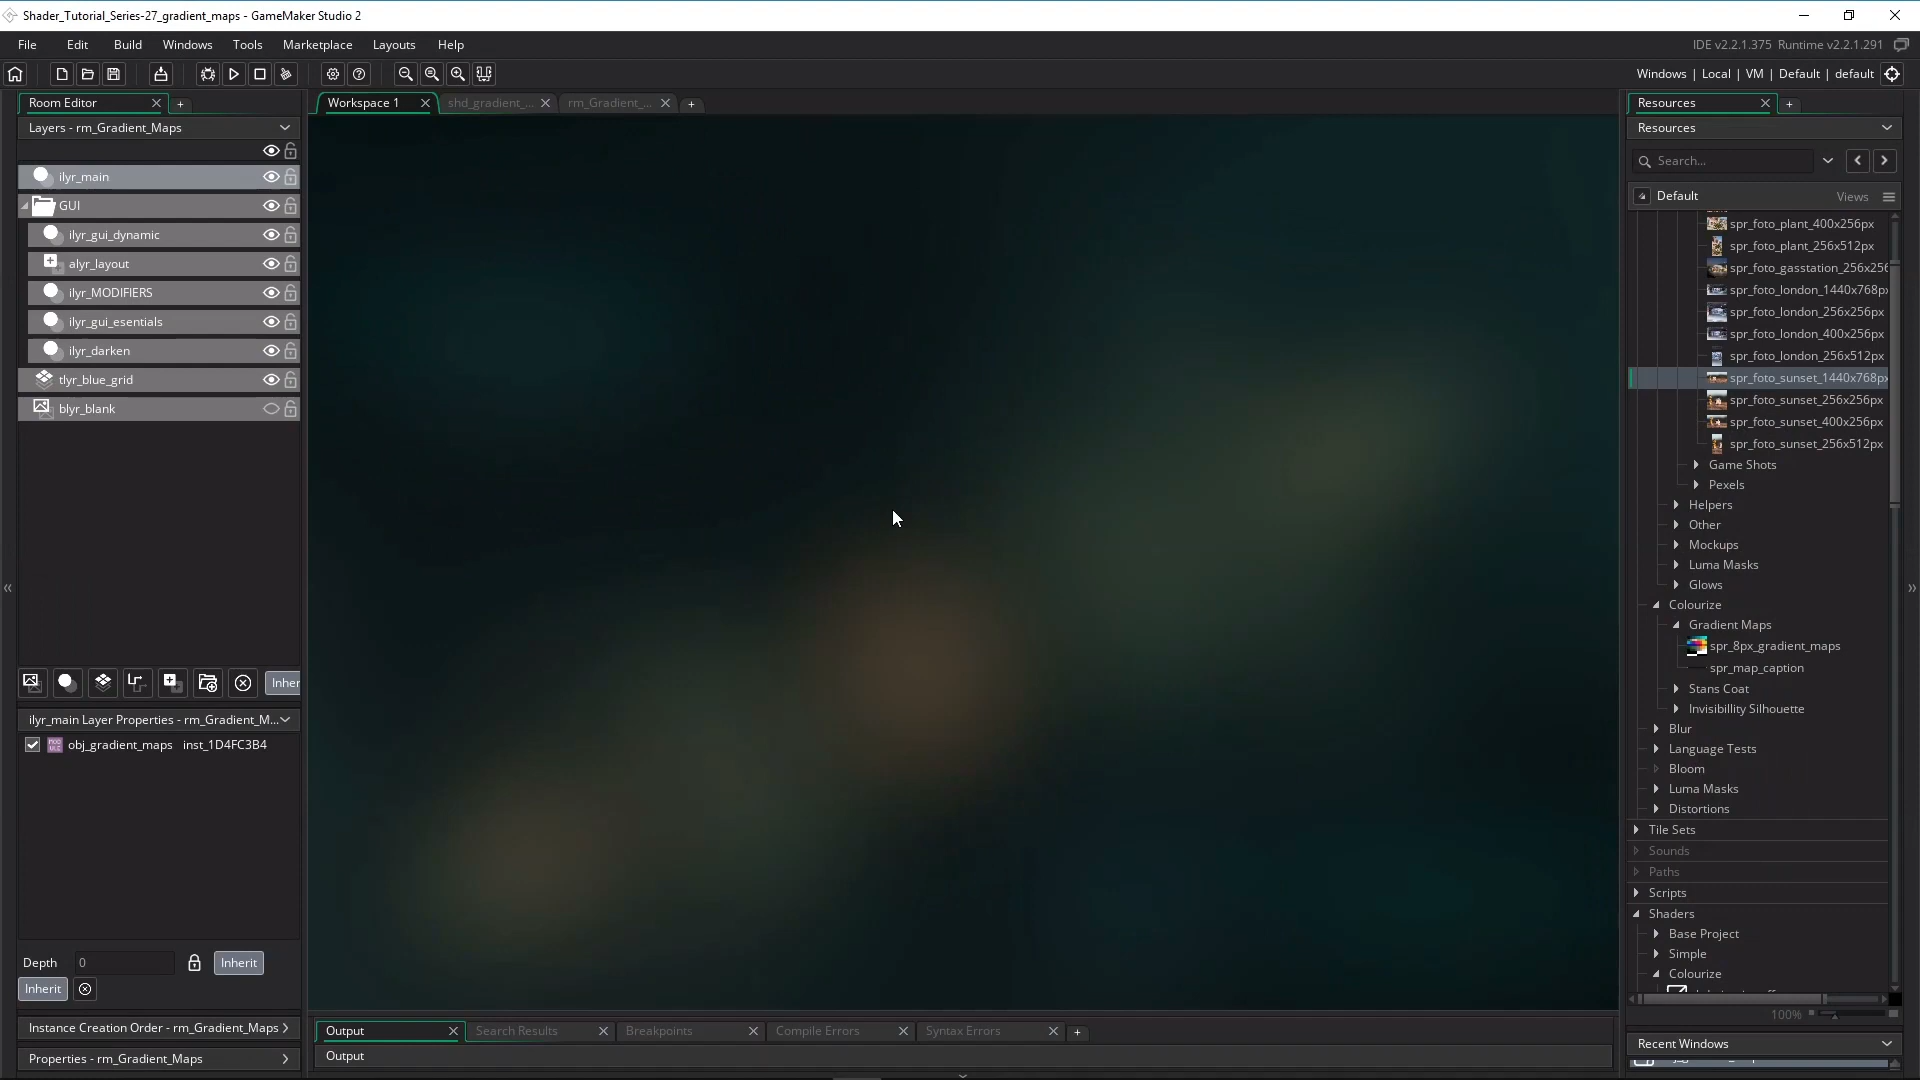 Shader_Tutorial_Series-27_gradient_maps - GameMaker Studio 2
File Edit Build Windows Tools Marketplace Layouts Help
IDE v2.2.1.375 Runtime v2.2.1.291
Windows | Local | VM | Default | default
Room Editor
Layers - rm_Gradient_Maps
ilyr_main
GUI
ilyr_gui_dynamic
alyr_layout
ilyr_MODIFIERS
ilyr_gui_esentials
ilyr_darken
tlyr_blue_grid
blyr_blank
Inher
ilyr_main Layer Properties - rm_Gradient_M...
obj_gradient_maps inst_1D4FC3B4
Depth 0 Inherit
Inherit
Instance Creation Order - rm_Gradient_Maps
Properties - rm_Gradient_Maps
Workspace 1 shd_gradient_... rm_Gradient_...
Output Search Results Breakpoints Compile Errors Syntax Errors
Output
Resources
Resources
Search...
Default Views
spr_foto_plant_400x256px
spr_foto_plant_256x512px
spr_foto_gasstation_256x256
spr_foto_london_1440x768px
spr_foto_london_256x256px
spr_foto_london_400x256px
spr_foto_london_256x512px
spr_foto_sunset_1440x768px
spr_foto_sunset_256x256px
spr_foto_sunset_400x256px
spr_foto_sunset_256x512px
Game Shots
Pexels
Helpers
Other
Mockups
Luma Masks
Glows
Colourize
Gradient Maps
spr_8px_gradient_maps
spr_map_caption
Stans Coat
Invisibillity Silhouette
Blur
Language Tests
Bloom
Luma Masks
Distortions
Tile Sets
Sounds
Paths
Scripts
Shaders
Base Project
Simple
Colourize
100%
Recent Windows